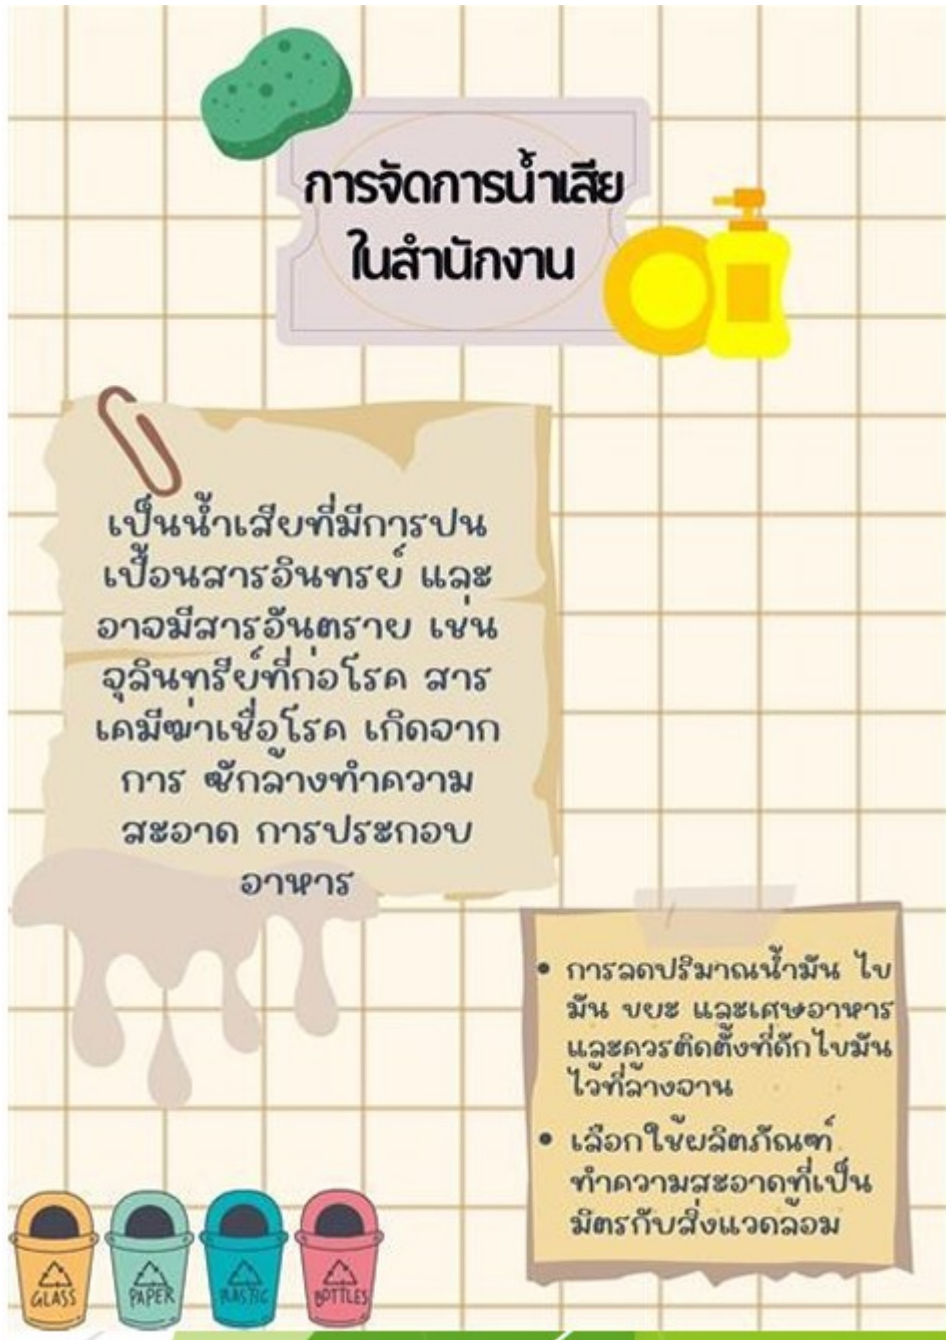 การจัดการน้ำเสีย
ในสำนักงาน
เป็นน้ำเสียที่มีการปน
เปื้อนสารอินทรย์ และ
อาจมีสารอันตราย เช่น
จุลินทรีย์ที่ก่อโรค สาร
เคมีฆ่าเชื่อโรค เกิดจาก
การ ซักล้างทำความ
สะอาด การประกอบ
อาหาร
• การลดปริมาณน้ำมัน ไข
มัน ขยะ และเศษอาหาร
และควรติดตั้งที่ดักไขมัน
ไว้ที่ล้างจาน
• เลือกใช้ผลิตภัณฑ์
ทำความสะอาดที่เป็น
มิตรกับสิ่งแวดล้อม
GLASS
PAPER
PLASTIC
BOTTLES